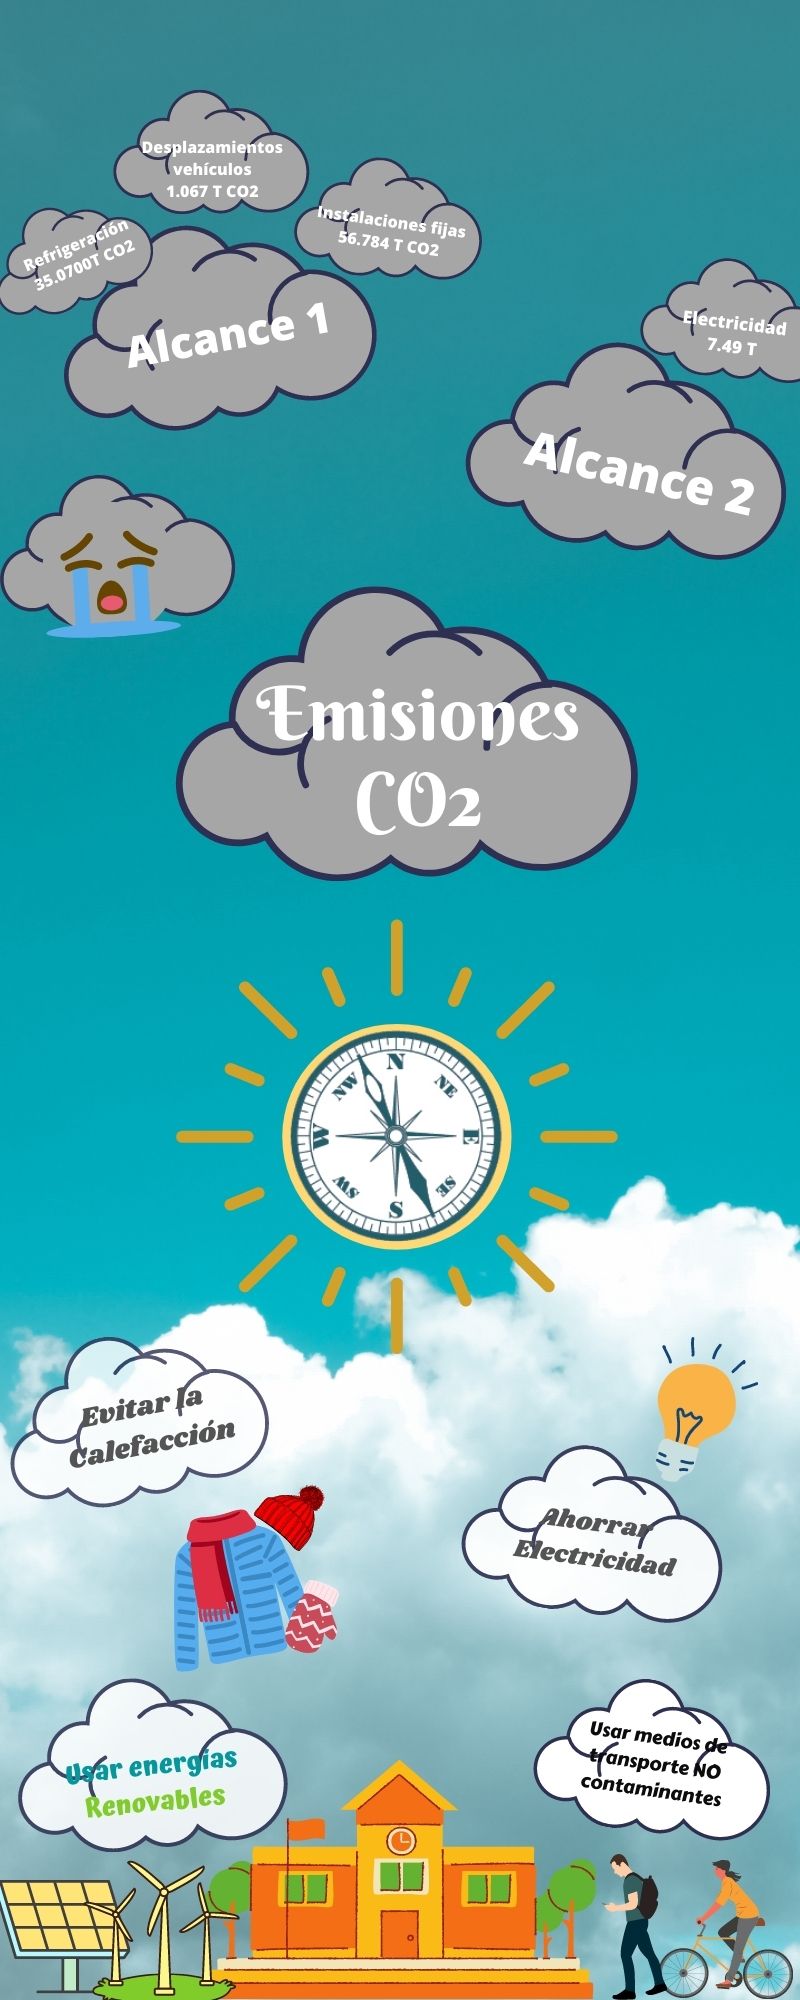 Desplazamientos
vehículos
1.067 T CO2
Instalaciones fijas
56.784 T CO2
Refrigeración
35.0700T CO2
Alcance 1
Electricidad
7.49 T
Alcance 2
Emisiones
CO2
N
NE
E
SE
S
SW
W
NW
Evitar la
Calefacción
Ahorrar
Electricidad
Usar energías
Renovables
Usar medios de
transporte NO
contaminantes